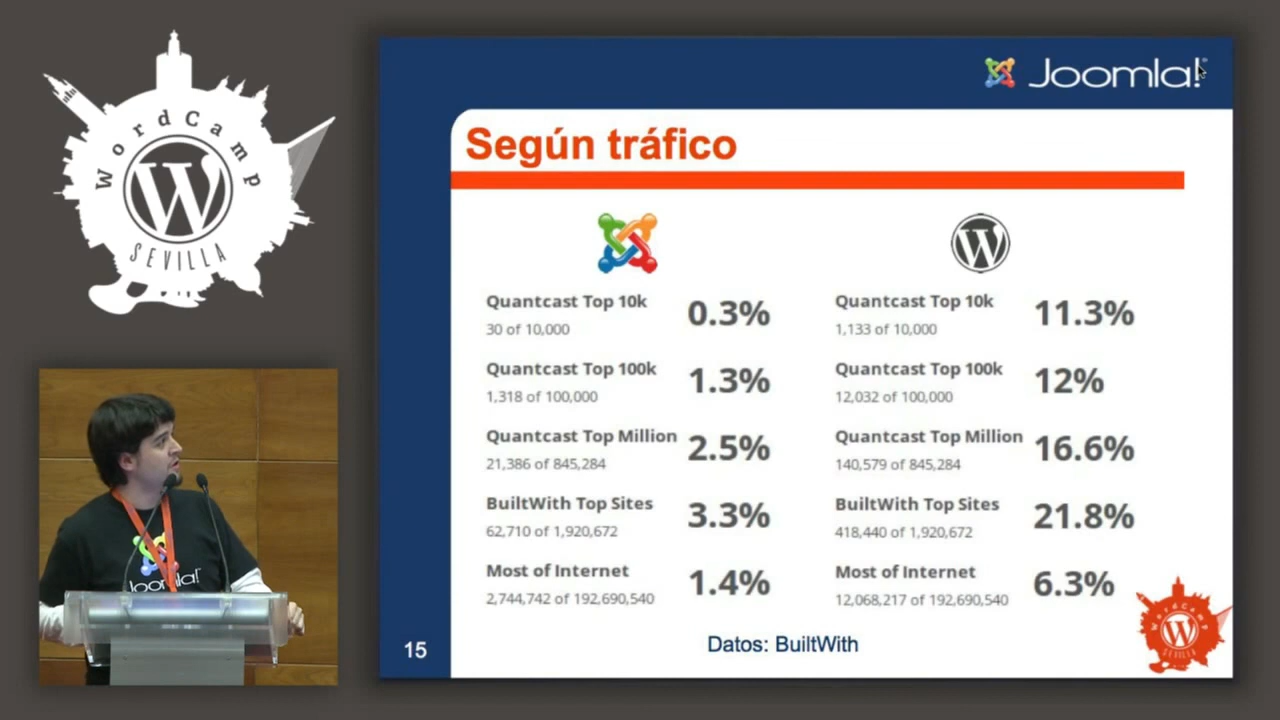 WordCamp
SEVILLA
Joomla!
Joomla!
Según tráfico
Quantcast Top 10k
30 of 10,000
0.3%
Quantcast Top 10k
1,133 of 10,000
11.3%
Quantcast Top 100k
1,318 of 100,000
1.3%
Quantcast Top 100k
12,032 of 100,000
12%
Quantcast Top Million
21,386 of 845,284
2.5%
Quantcast Top Million
140,579 of 845,284
16.6%
BuiltWith Top Sites
62,710 of 1,920,672
3.3%
BuiltWith Top Sites
418,440 of 1,920,672
21.8%
Most of Internet
2,744,742 of 192,690,540
1.4%
Most of Internet
12,068,217 of 192,690,540
6.3%
15
Datos: BuiltWith
WordCamp
SEVILLA